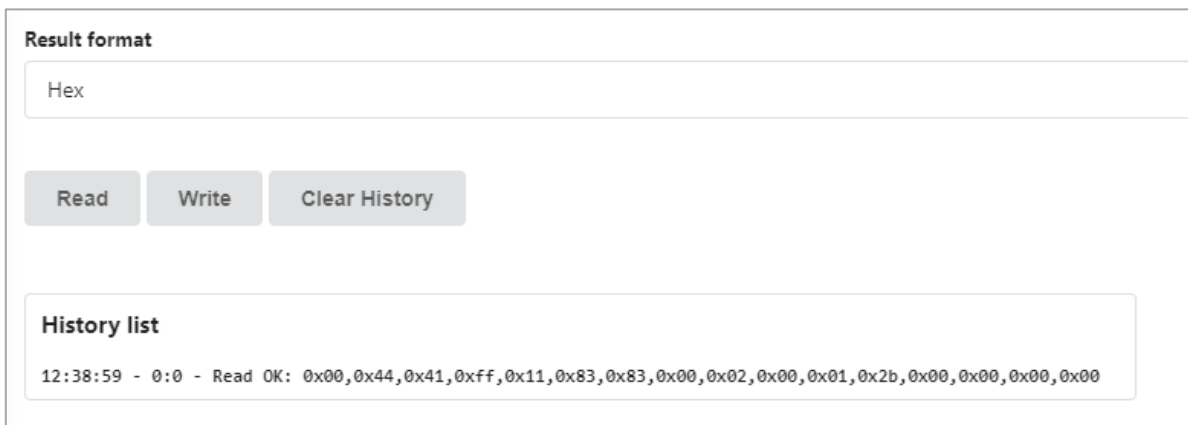 Result format
Hex
Read Write Clear History
History list
12:38:59 - 0:0 - Read OK: 0x00,0x44,0x41,0xff,0x11,0x83,0x83,0x00,0x02,0x00,0x01,0x2b,0x00,0x00,0x00,0x00